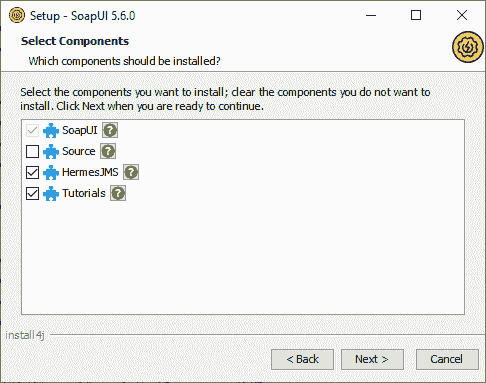 Setup - SoapUI 5.6.0
Select Components
Which components should be installed?
Select the components you want to install; clear the components you do not want to
install. Click Next when you are ready to continue.
SoapUI ?
Source ?
HermesJMS ?
Tutorials ?
install4j
< Back Next > Cancel